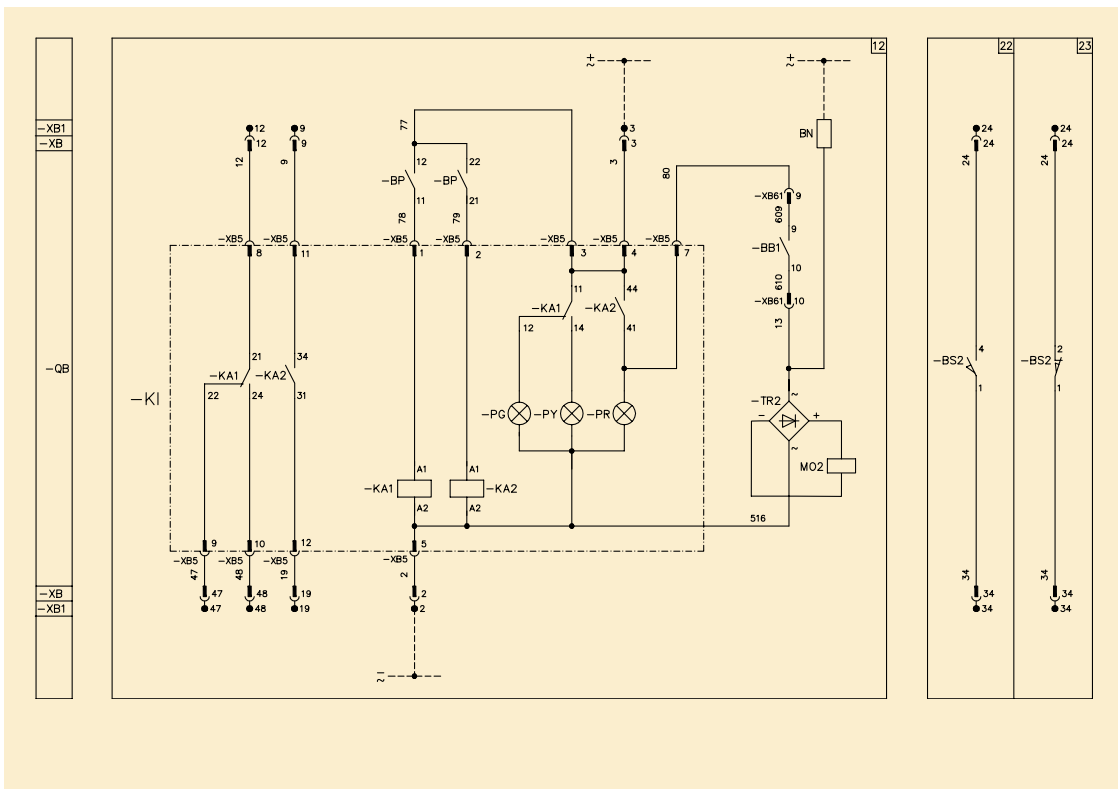 12 22 23
+ ~ + ~
-XB1 12 9 3 BN 24 24
-XB 12 9 3 24 24
77
12 9 3 80 24 24
12 22
-BP -BP
11 21
-XB61 9
609
78 79
9
-BB1
10
-XB5 -XB5 -XB5 -XB5 -XB5 -XB5 -XB5
8 11 1 2 3 4 7
610
11 44
-XB61 10
-KA1 -KA2
12 14 41
13
21 34
4 2
-QB
-BS2 -BS2
-KA1 -KA2
22 24 31
1 1
-KI
-TR2 ~
-PG -PY -PR
- +
~
MO2
A1 A1
-KA1 -KA2
A2 A2
516
9 10 12 5
-XB5 -XB5 -XB5 -XB5
47 48 19 2 34 34
-XB 47 48 19 2 34 34
-XB1 47 48 19 2 34 34
- ~